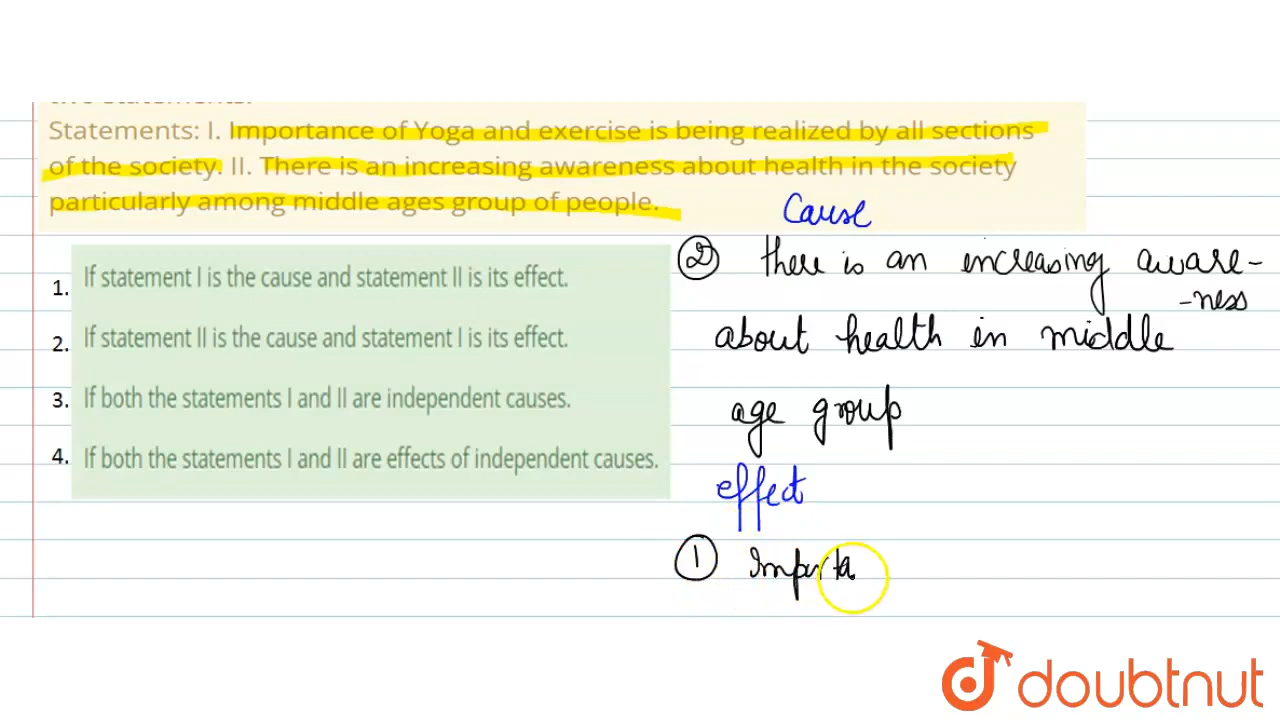 Statements: I. Importance of Yoga and exercise is being realized by all sections
of the society. II. There is an increasing awareness about health in the society
particularly among middle ages group of people.
Cause
1. If statement I is the cause and statement II is its effect.
2. If statement II is the cause and statement I is its effect.
3. If both the statements I and II are independent causes.
4. If both the statements I and II are effects of independent causes.
2 there is an increasing aware-
-ness
about health in middle
age group
effect
1 Importa
doubtnut